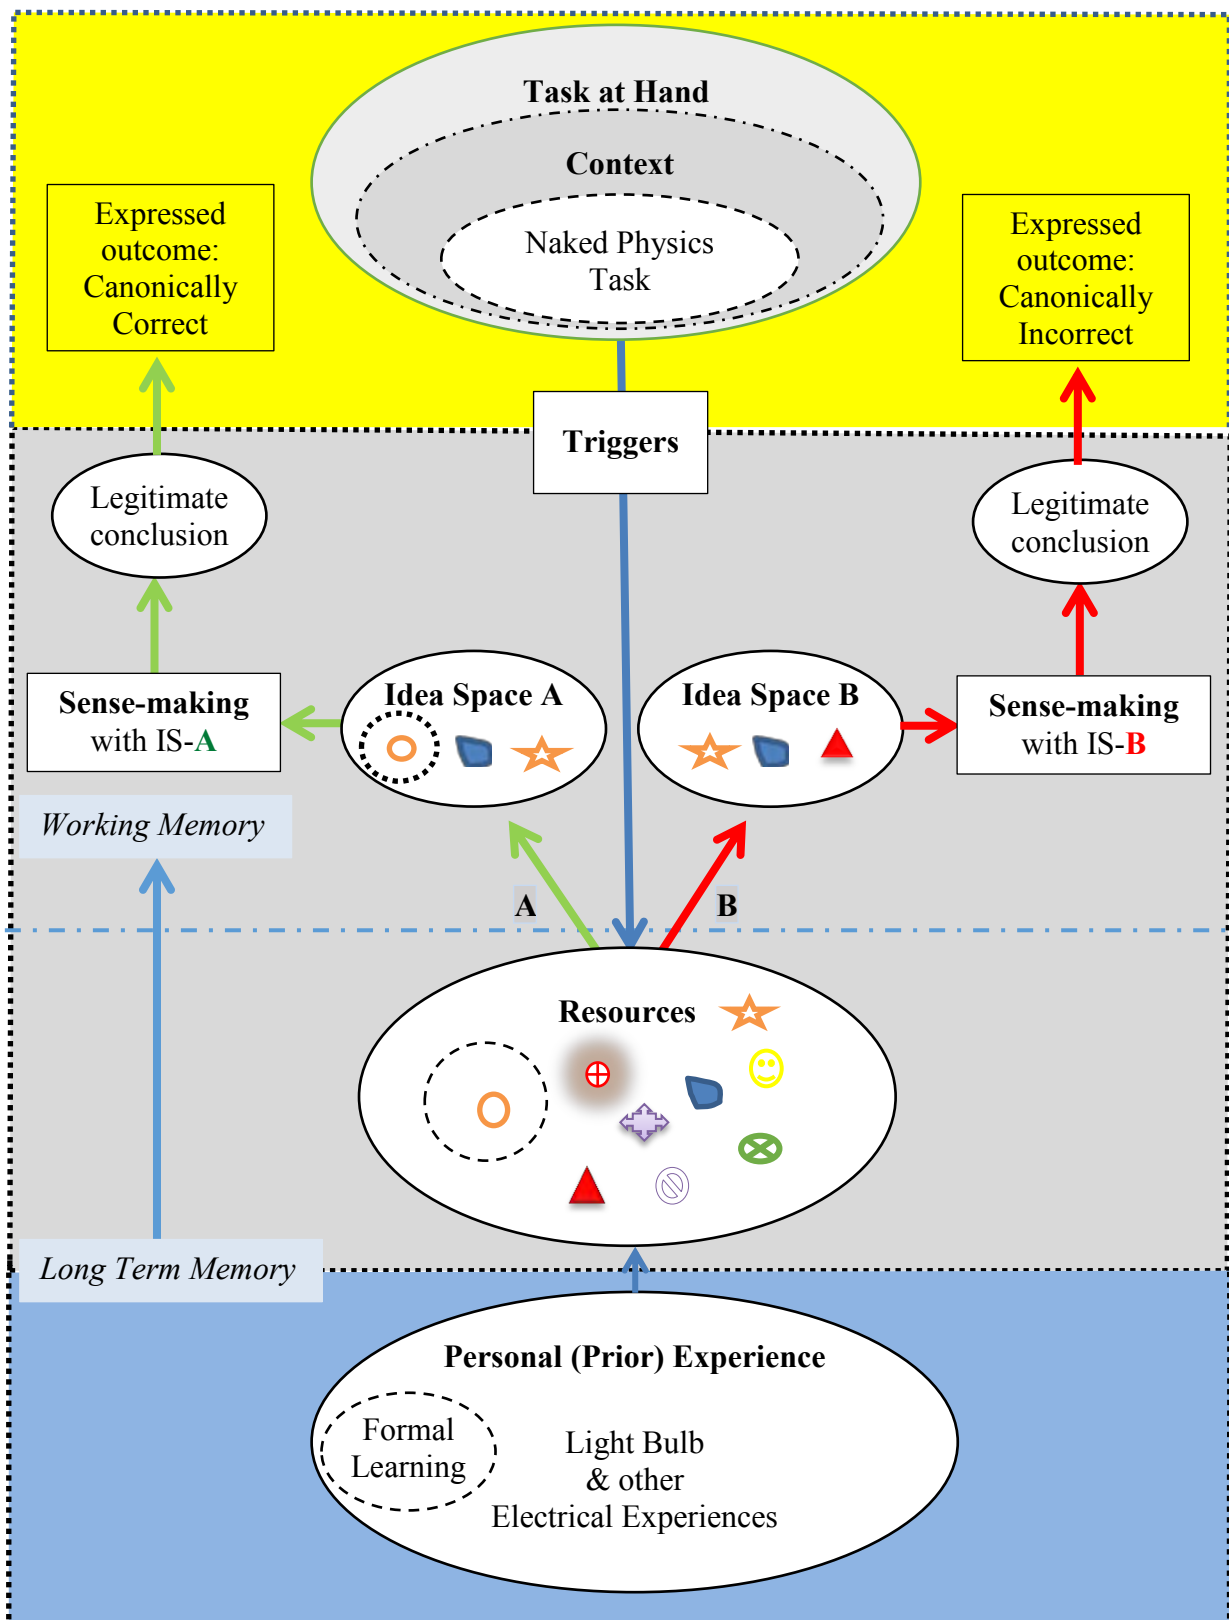 Task at Hand
Context
Naked Physics
Task
Expressed
outcome:
Canonically
Correct
Expressed
outcome:
Canonically
Incorrect
Triggers
Legitimate
conclusion
Legitimate
conclusion
Sense-making
with IS-A
Idea Space A
Idea Space B
Sense-making
with IS-B
Working Memory
A
B
Resources
Long Term Memory
Personal (Prior) Experience
Formal
Learning
Light Bulb
& other
Electrical Experiences